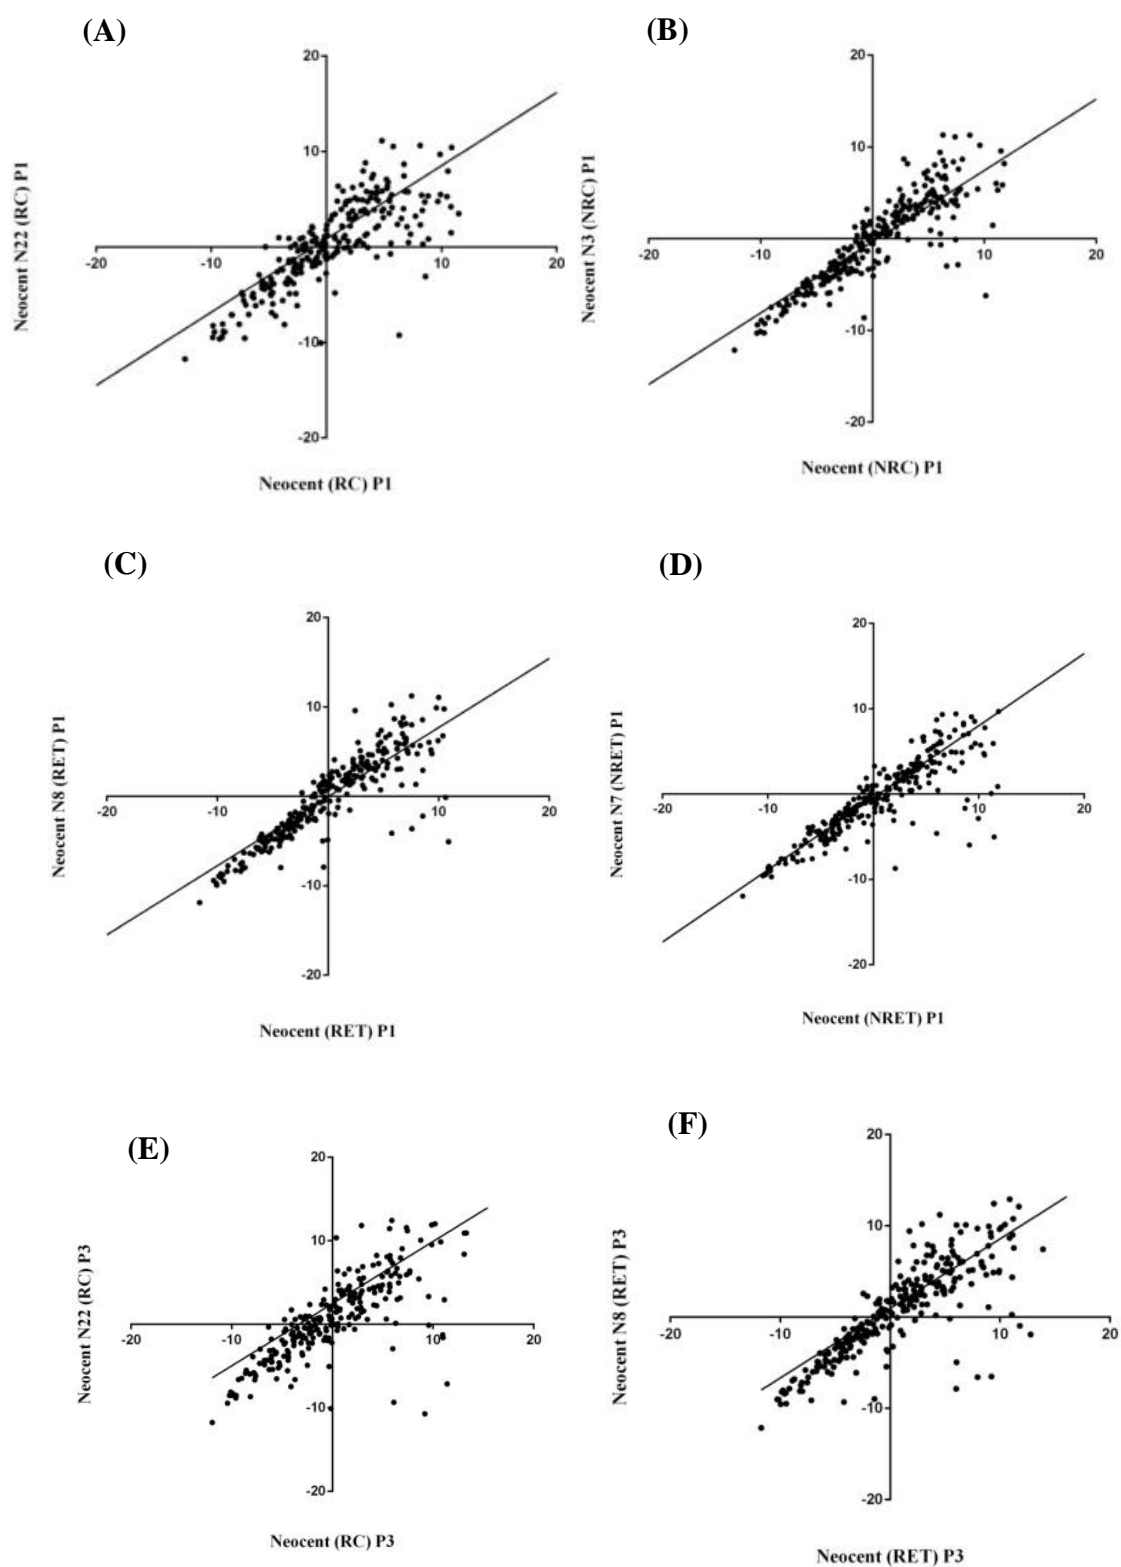 (A)
20
10
-20
-10
10
20
-10
-20
Neocent N22 (RC) P1
Neocent (RC) P1
(B)
20
10
-20
-10
10
20
-10
-20
Neocent N3 (NRC) P1
Neocent (NRC) P1
(C)
20
10
-20
-10
10
20
-10
-20
Neocent N8 (RET) P1
Neocent (RET) P1
(D)
20
10
-20
-10
10
20
-10
-20
Neocent N7 (NRET) P1
Neocent (NRET) P1
(E)
20
10
-20
-10
10
20
-10
-20
Neocent N22 (RC) P3
Neocent (RC) P3
(F)
20
10
-20
-10
10
20
-10
-20
Neocent N8 (RET) P3
Neocent (RET) P3